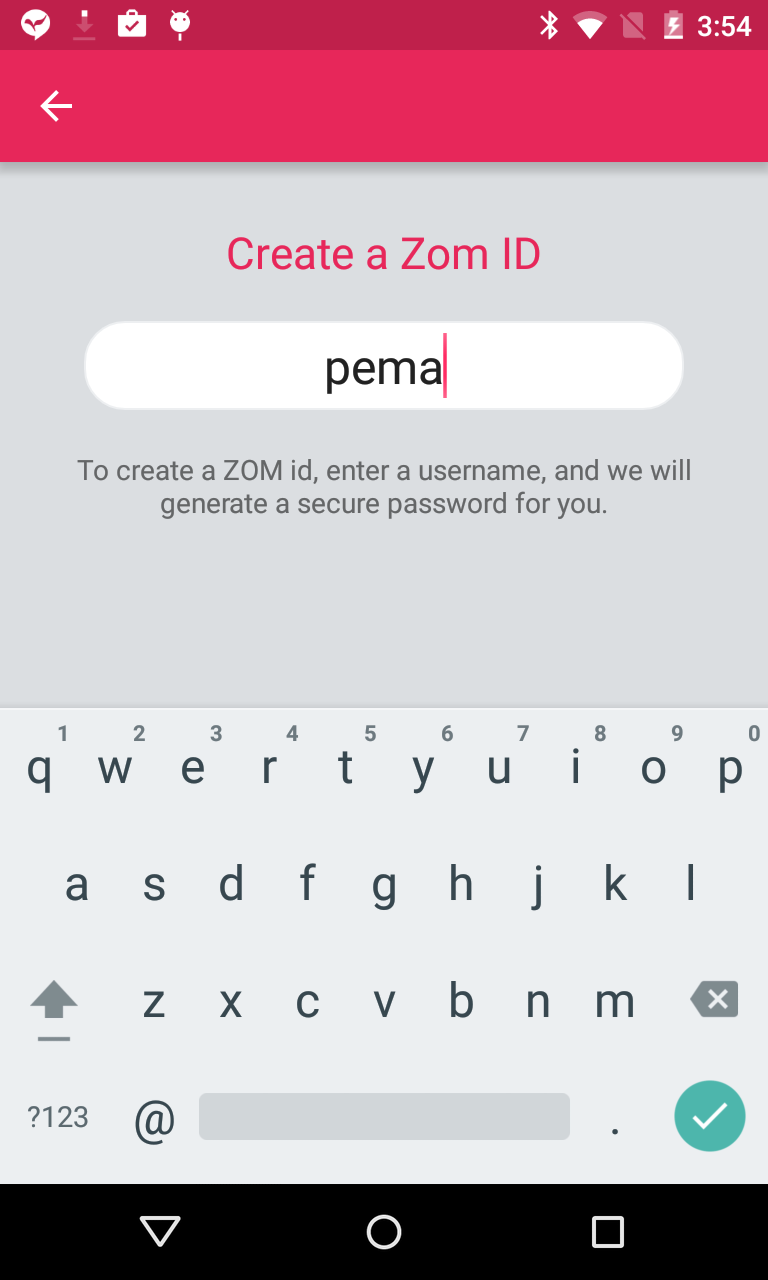 3:54
Create a Zom ID
pema
To create a ZOM id, enter a username, and we will
generate a secure password for you.
1 2 3 4 5 6 7 8 9 0
q w e r t y u i o p
a s d f g h j k l
z x c v b n m
?123 @ .